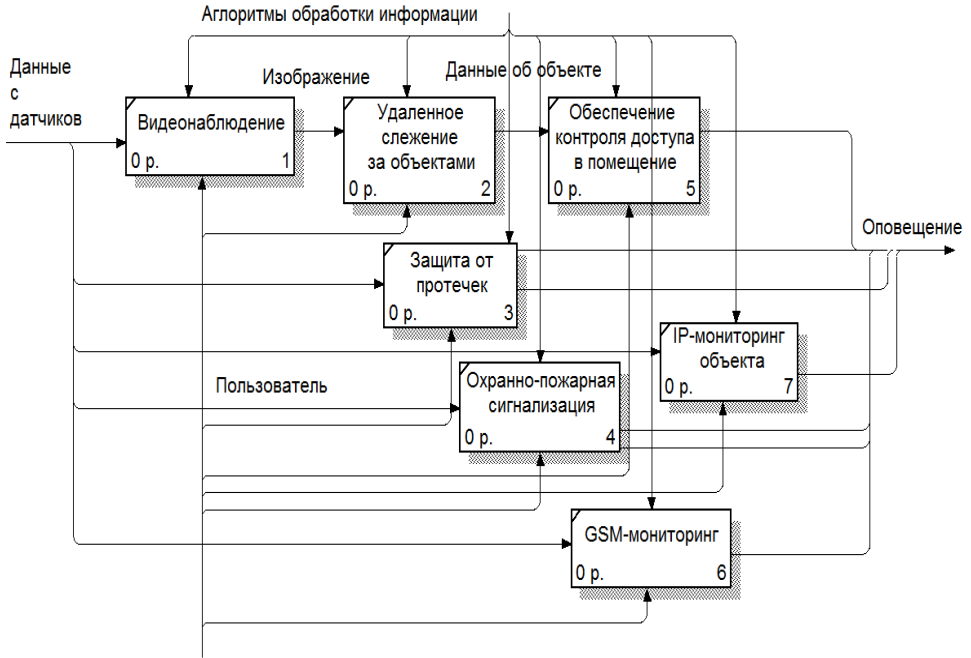 Аглоритмы обработки информации
Данные
с
датчиков
Изображение
Данные об объекте
Видеонаблюдение
0 р. 1
Удаленное
слежение
за объектами
0 р. 2
Обеспечение
контроля доступа
в помещение
0 р. 5
Оповещение
Защита от
протечек
0 р. 3
IP-мониторинг
объекта
0 р. 7
Пользователь
Охранно-пожарная
сигнализация
0 р. 4
GSM-мониторинг
0 р. 6